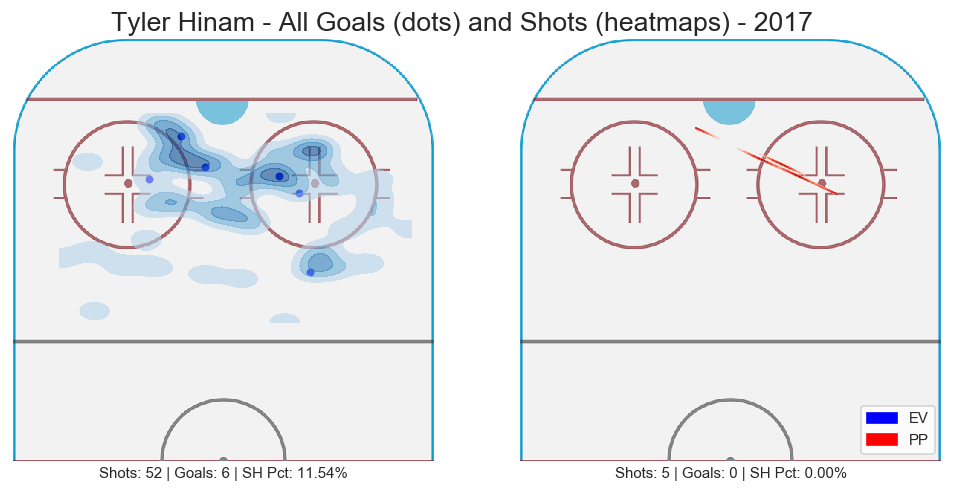 Tyler Hinam - All Goals (dots) and Shots (heatmaps) - 2017
EV
PP
Shots: 52 | Goals: 6 | SH Pct: 11.54%
Shots: 5 | Goals: 0 | SH Pct: 0.00%